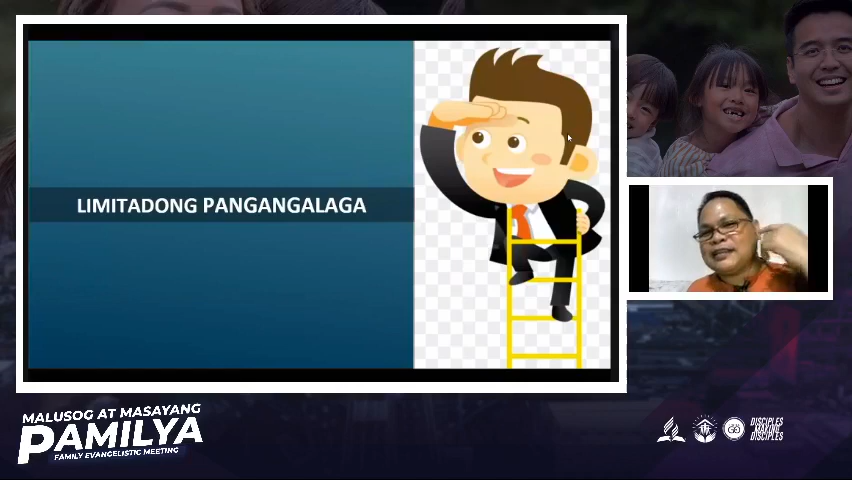 LIMITADONG PANGANGALAGA
MALUSOG AT MASAYANG
PAMILYA
FAMILY EVANGELISTIC MEETING
DISCIPLES
MAKING
DISCIPLES